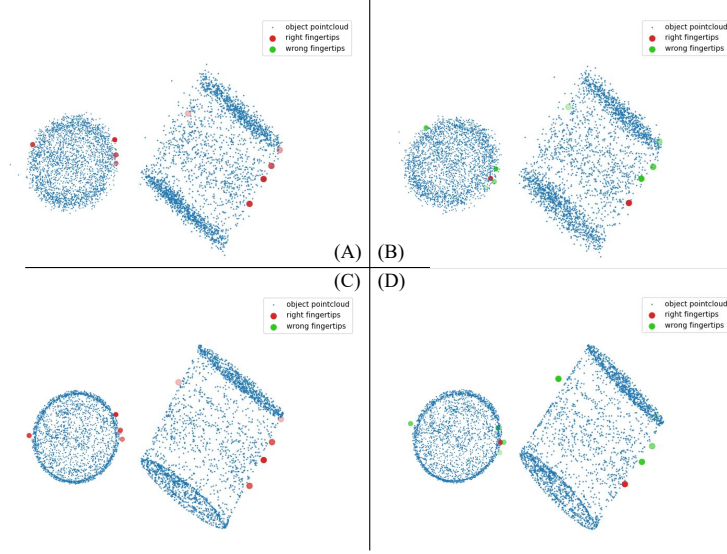 object pointcloud
right fingertips
wrong fingertips
object pointcloud
right fingertips
wrong fingertips
(A) (B)
(C) (D)
object pointcloud
right fingertips
wrong fingertips
object pointcloud
right fingertips
wrong fingertips